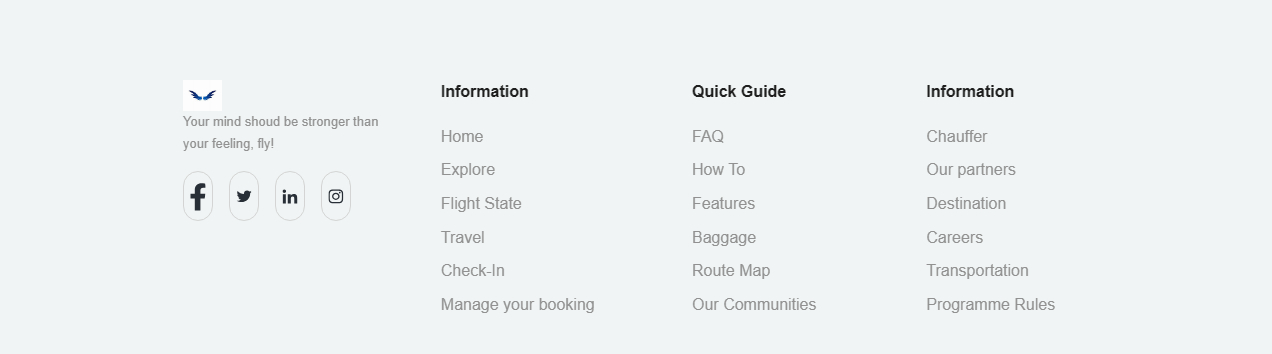 Your mind shoud be stronger than
your feeling, fly!
Information
Home
Explore
Flight State
Travel
Check-In
Manage your booking
Quick Guide
FAQ
How To
Features
Baggage
Route Map
Our Communities
Information
Chauffer
Our partners
Destination
Careers
Transportation
Programme Rules